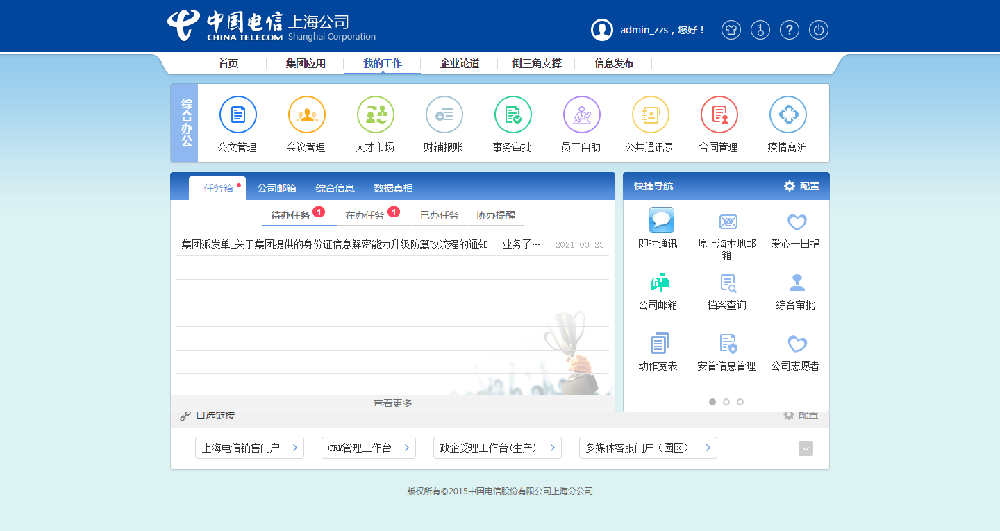 中国电信 上海公司
CHINA TELECOM Shanghai Corporation
admin_zzs，您好！
首页 集团应用 我的工作 企业论道 倒三角支撑 信息发布
综合办公
公文管理 会议管理 人才市场 财辅报账 事务审批 员工自助 公共通讯录 合同管理 疫情离沪
任务箱 公司邮箱 综合信息 数据真相
待办任务 1 在办任务 1 已办任务 协办提醒
集团派发单_关于集团提供的身份证信息解密能力升级防篡改流程的通知---业务子… 2021-03-23
查看更多
快捷导航 配置
即时通讯 原上海本地邮箱 爱心一日捐
公司邮箱 档案查询 综合审批
动作宽表 安管信息管理 公司志愿者
自选链接 配置
上海电信销售门户 CRM管理工作台 政企受理工作台(生产) 多媒体客服门户（园区）
版权所有©2015中国电信股份有限公司上海分公司